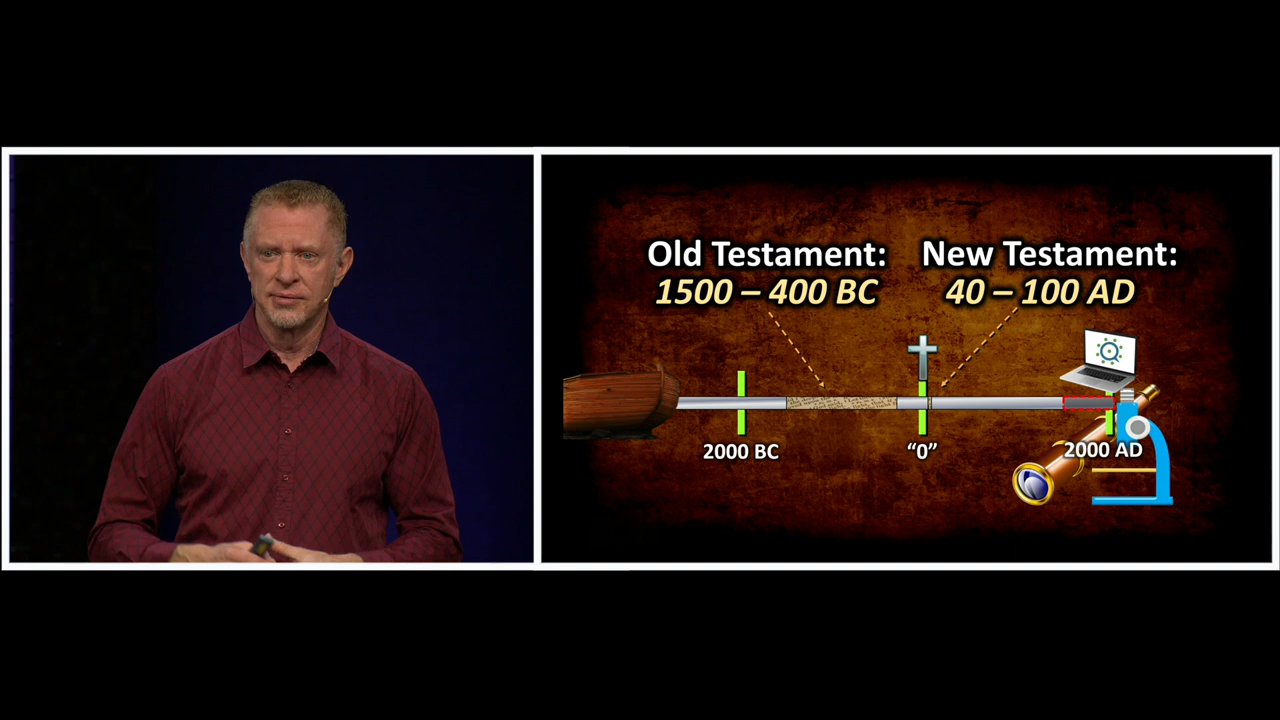 Old Testament:
1500 – 400 BC
New Testament:
40 – 100 AD
2000 BC
“0”
2000 AD